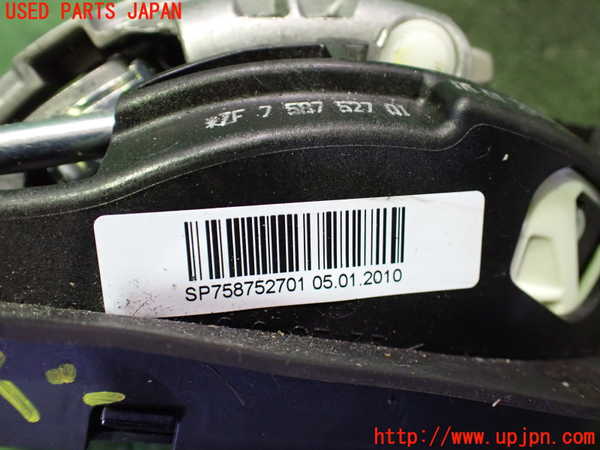 USED PARTS JAPAN
*ZF 7 587 527 01
SP758752701 05.01.2010
http://www.upjpn.com/